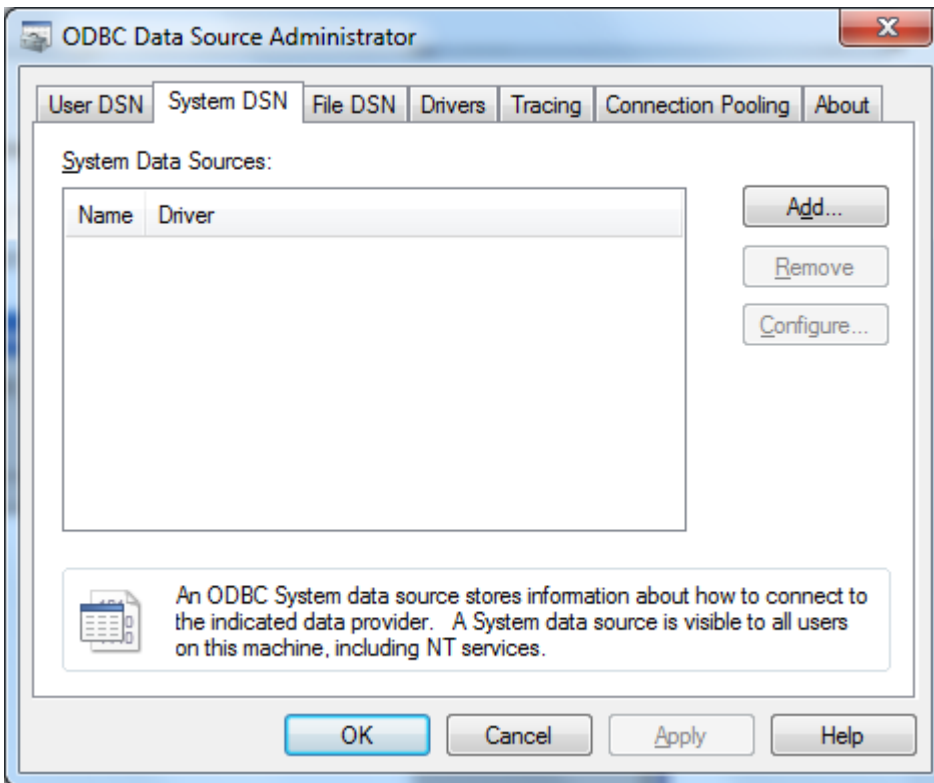 ODBC Data Source Administrator
x
User DSN System DSN File DSN Drivers Tracing Connection Pooling About
System Data Sources:
Name Driver
Add...
Remove
Configure...
An ODBC System data source stores information about how to connect to
the indicated data provider. A System data source is visible to all users
on this machine, including NT services.
OK Cancel Apply Help